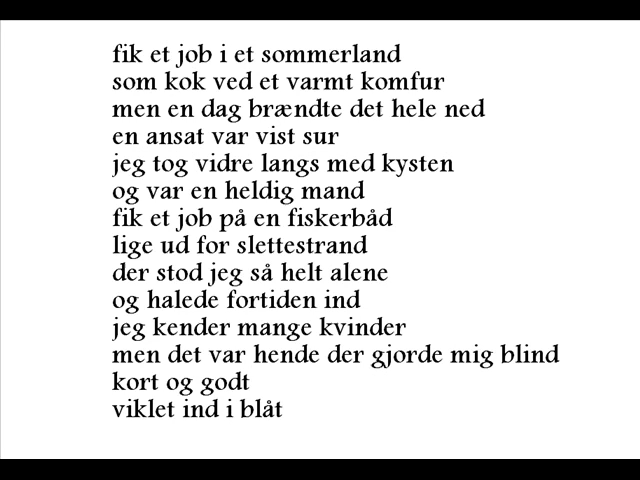 fik et job i et sommerland
som kok ved et varmt komfur
men en dag brændte det hele ned
en ansat var vist sur
jeg tog vidre langs med kysten
og var en heldig mand
fik et job på en fiskerbåd
lige ud for slettestrand
der stod jeg så helt alene
og halede fortiden ind
jeg kender mange kvinder
men det var hende der gjorde mig blind
kort og godt
viklet ind i blåt